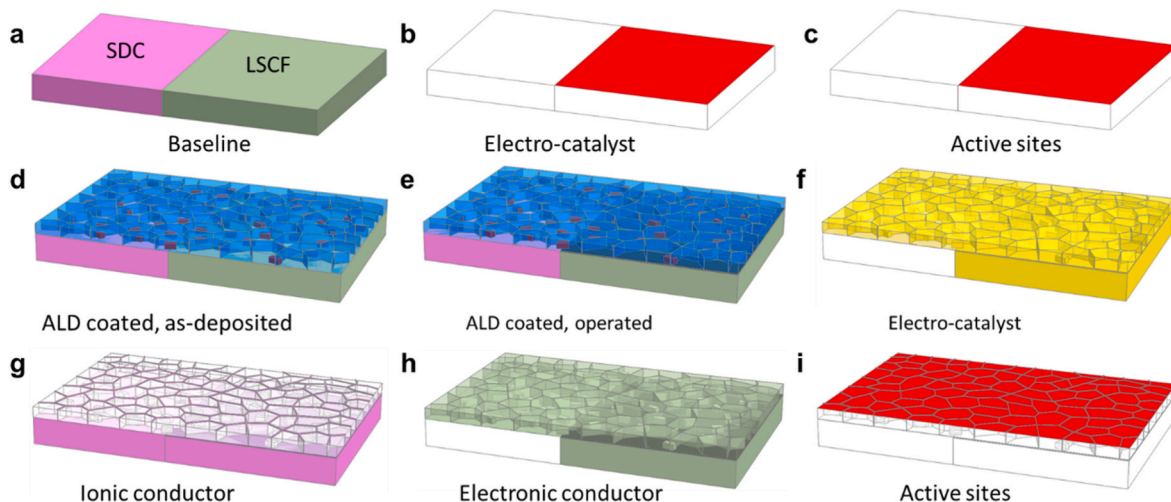 a
SDC
LSCF
Baseline
b
Electro-catalyst
c
Active sites
d
ALD coated, as-deposited
e
ALD coated, operated
f
Electro-catalyst
g
Ionic conductor
h
Electronic conductor
i
Active sites